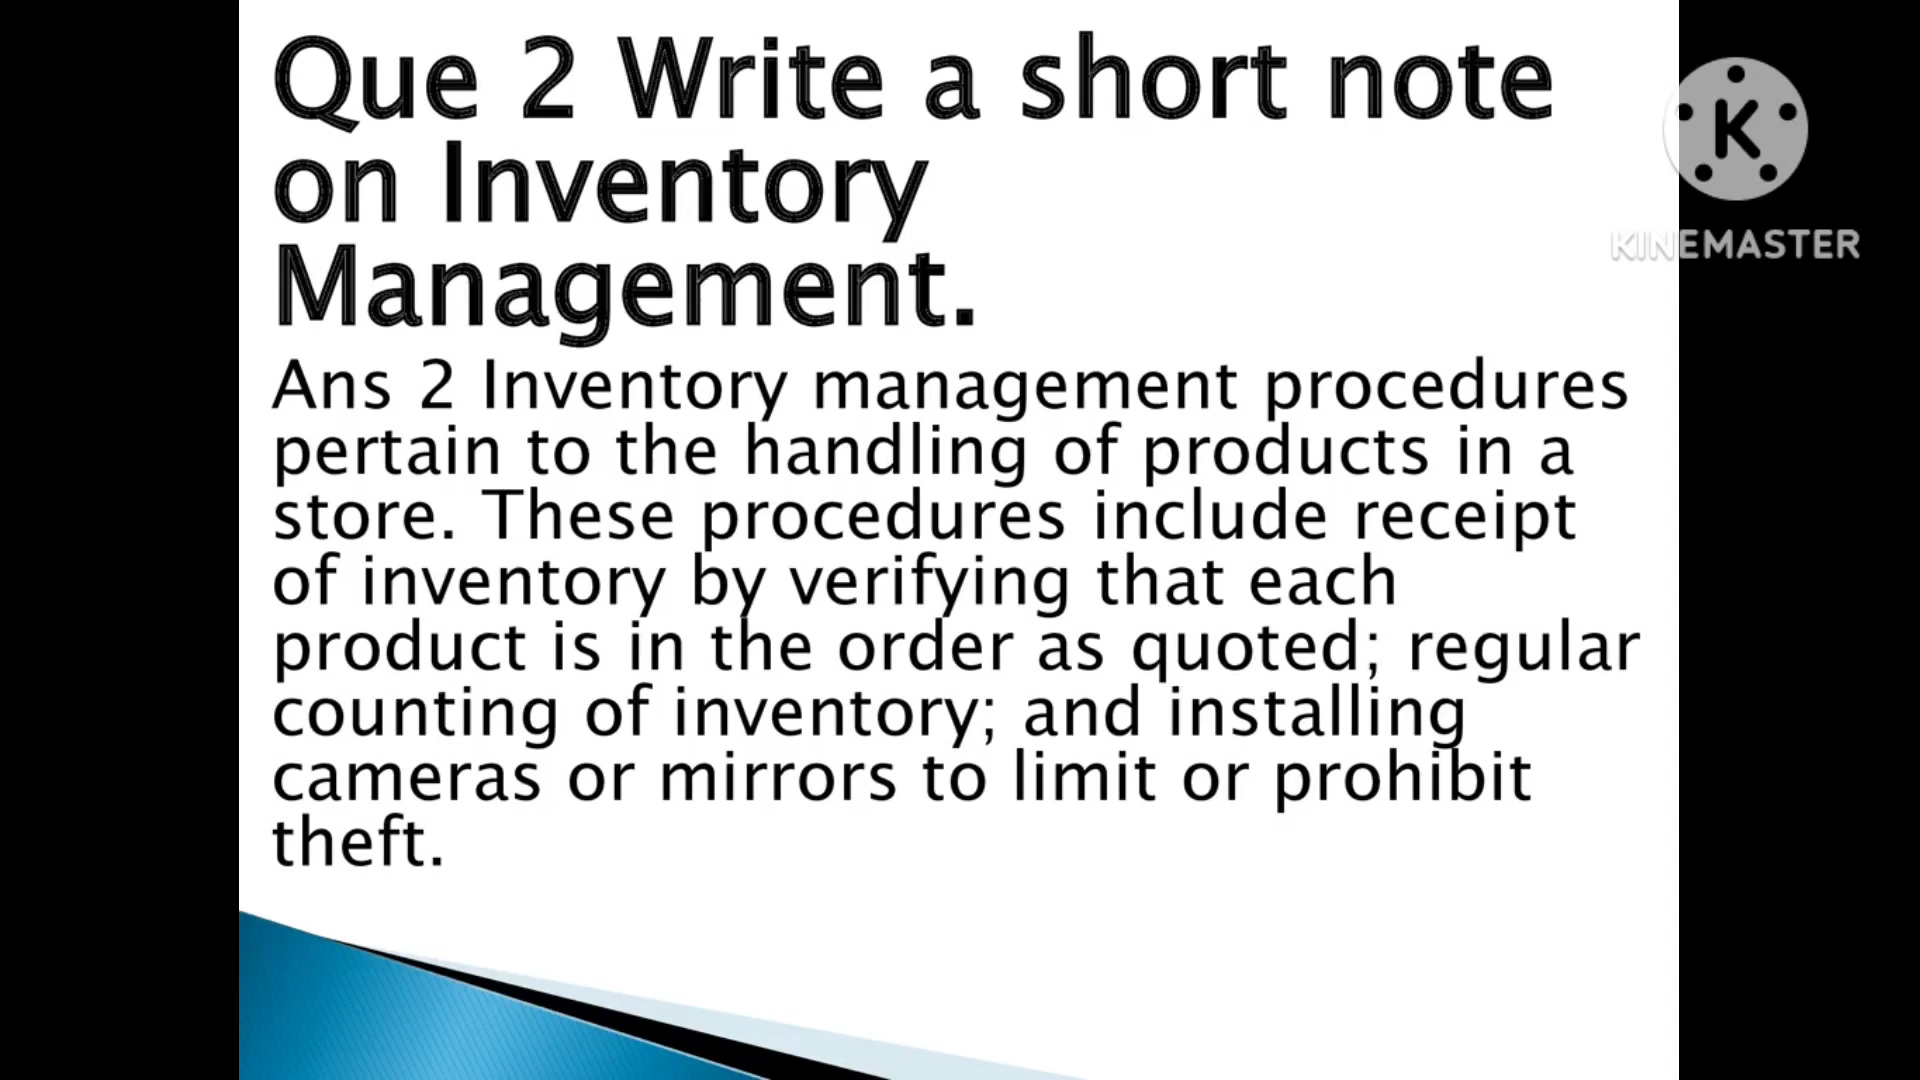 Que 2 Write a short note
on Inventory
Management.
Ans 2 Inventory management procedures
pertain to the handling of products in a
store. These procedures include receipt
of inventory by verifying that each
product is in the order as quoted; regular
counting of inventory; and installing
cameras or mirrors to limit or prohibit
theft.
K
KINEMASTER